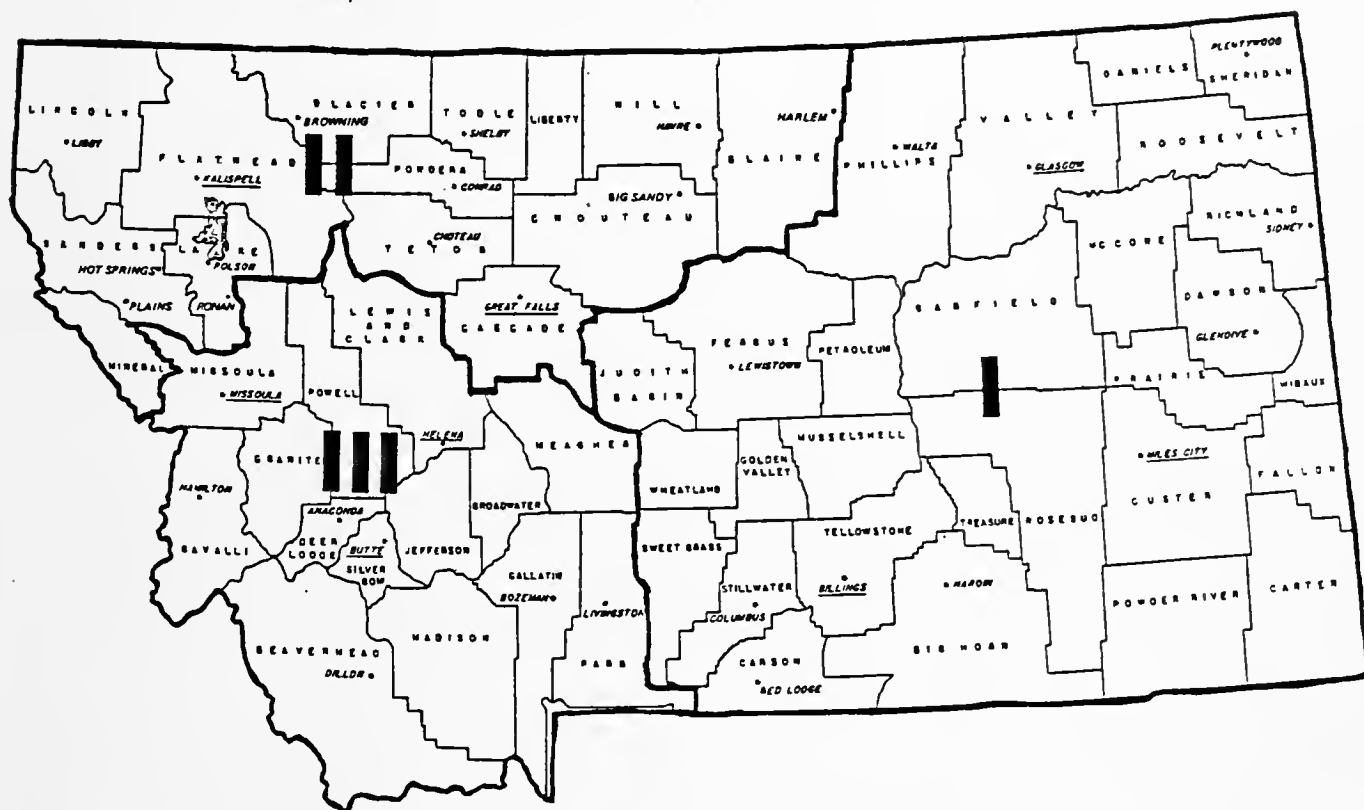 LINCOLN
LIBBY
FLATHEAD
KALISPELL
GLACIER
BROWNING
TOOLE
SHELBY
LIBERTY
HILL
HAVRE
BLAINE
HARLEM
PHILLIPS
MALTA
VALLEY
GLASGOW
DANIELS
PLENTYWOOD
SHERIDAN
ROOSEVELT
PONDERA
CONRAD
TETON
CHOTEAU
BIG SANDY
CHOUTEAU
SANDERS
HOT SPRINGS
PLAINS
LAKE
POLSON
RONAN
MINERAL
MISSOULA
MISSOULA
POWELL
LEWIS
AND
CLARK
GREAT FALLS
CASCADE
JUDITH
BASIN
FERGUS
LEWISTOWN
PETROLEUM
GARFIELD
MC CONE
RICHLAND
SIDNEY
DAWSON
GLENDIVE
PRAIRIE
WIBAUX
GRANITE
HELENA
MEAGHER
BROADWATER
WHEATLAND
GOLDEN
VALLEY
MUSSELSHELL
MILES CITY
CUSTER
FALLON
HAMILTON
RAVALLI
ANACONDA
DEER
LODGE
BUTTE
SILVER
BOW
JEFFERSON
GALLATIN
BOZEMAN
LIVINGSTON
PARK
SWEET GRASS
STILLWATER
COLUMBUS
YELLOWSTONE
BILLINGS
TREASURE
ROSEBUD
HARDIN
BIG HORN
POWDER RIVER
CARTER
BEAVERHEAD
DILLON
MADISON
CARBON
RED LODGE